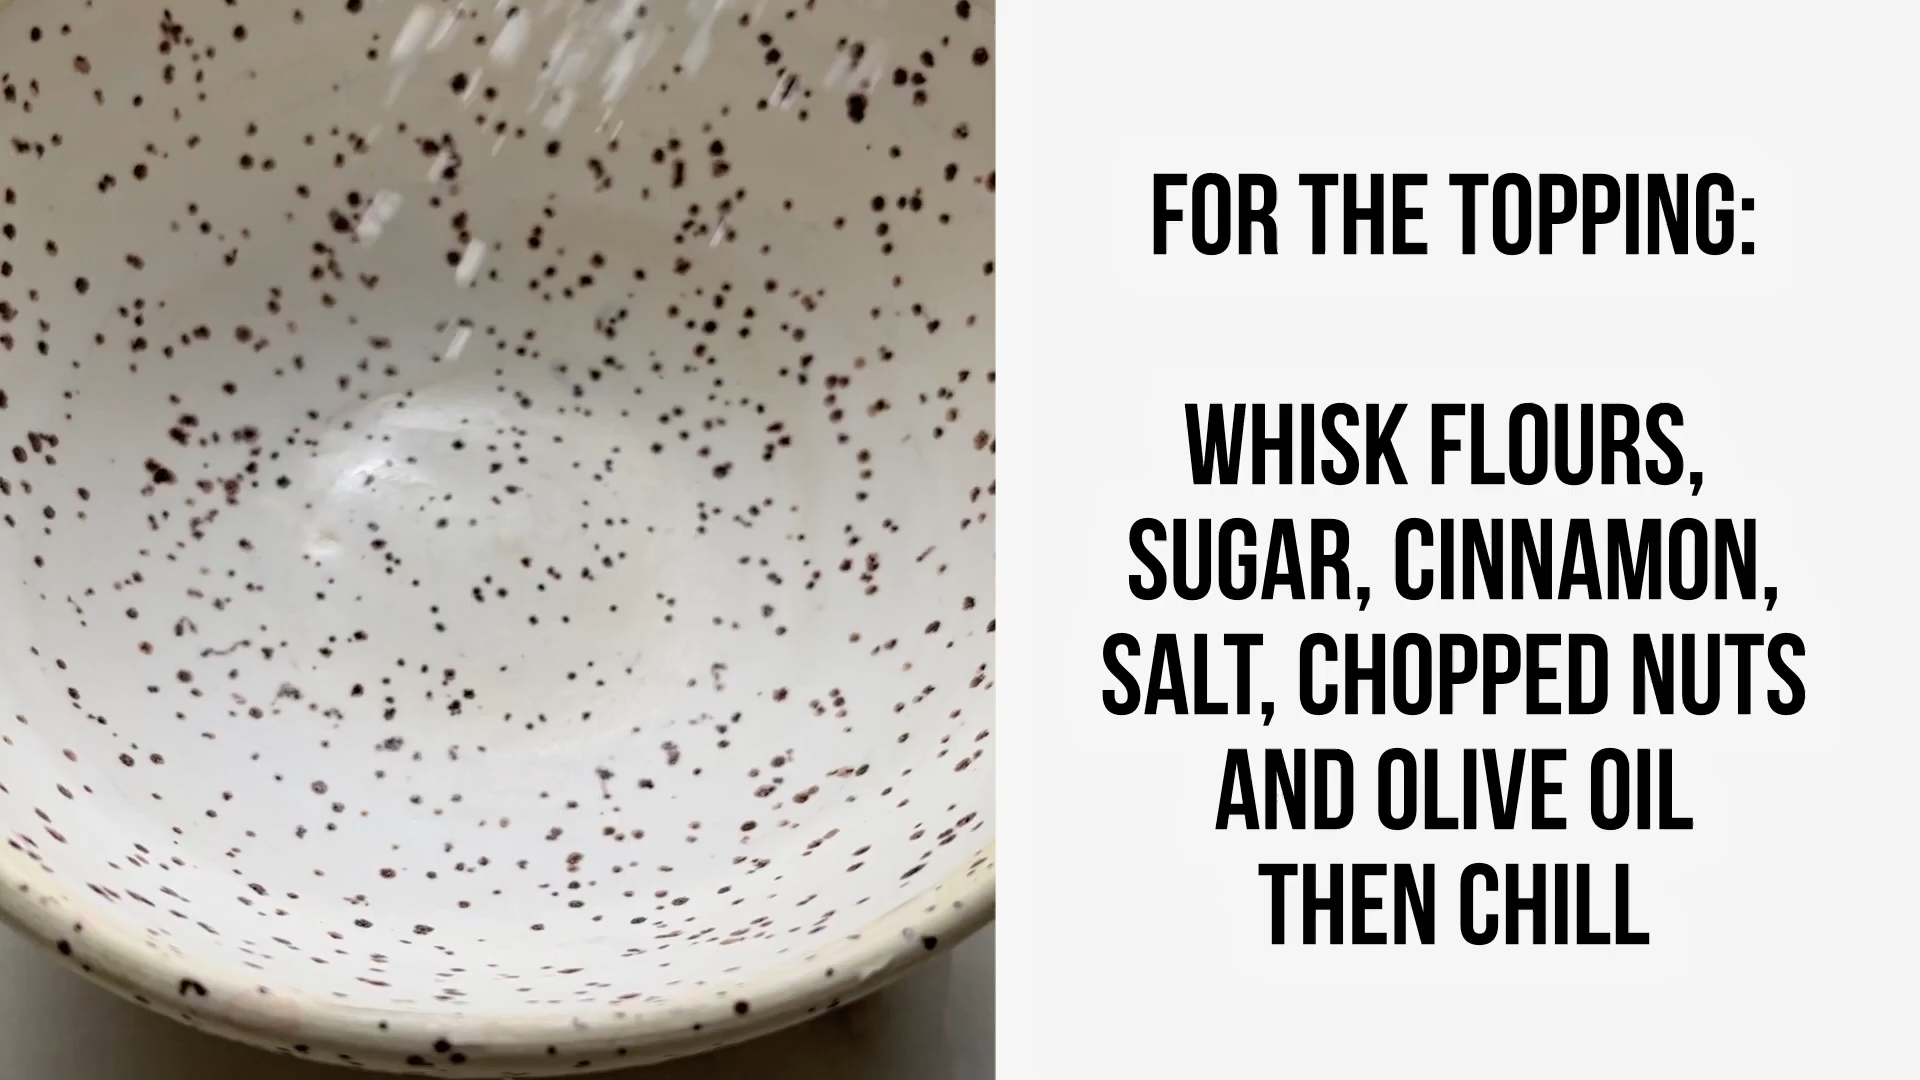 FOR THE TOPPING:
WHISK FLOURS,
SUGAR, CINNAMON,
SALT, CHOPPED NUTS
AND OLIVE OIL
THEN CHILL